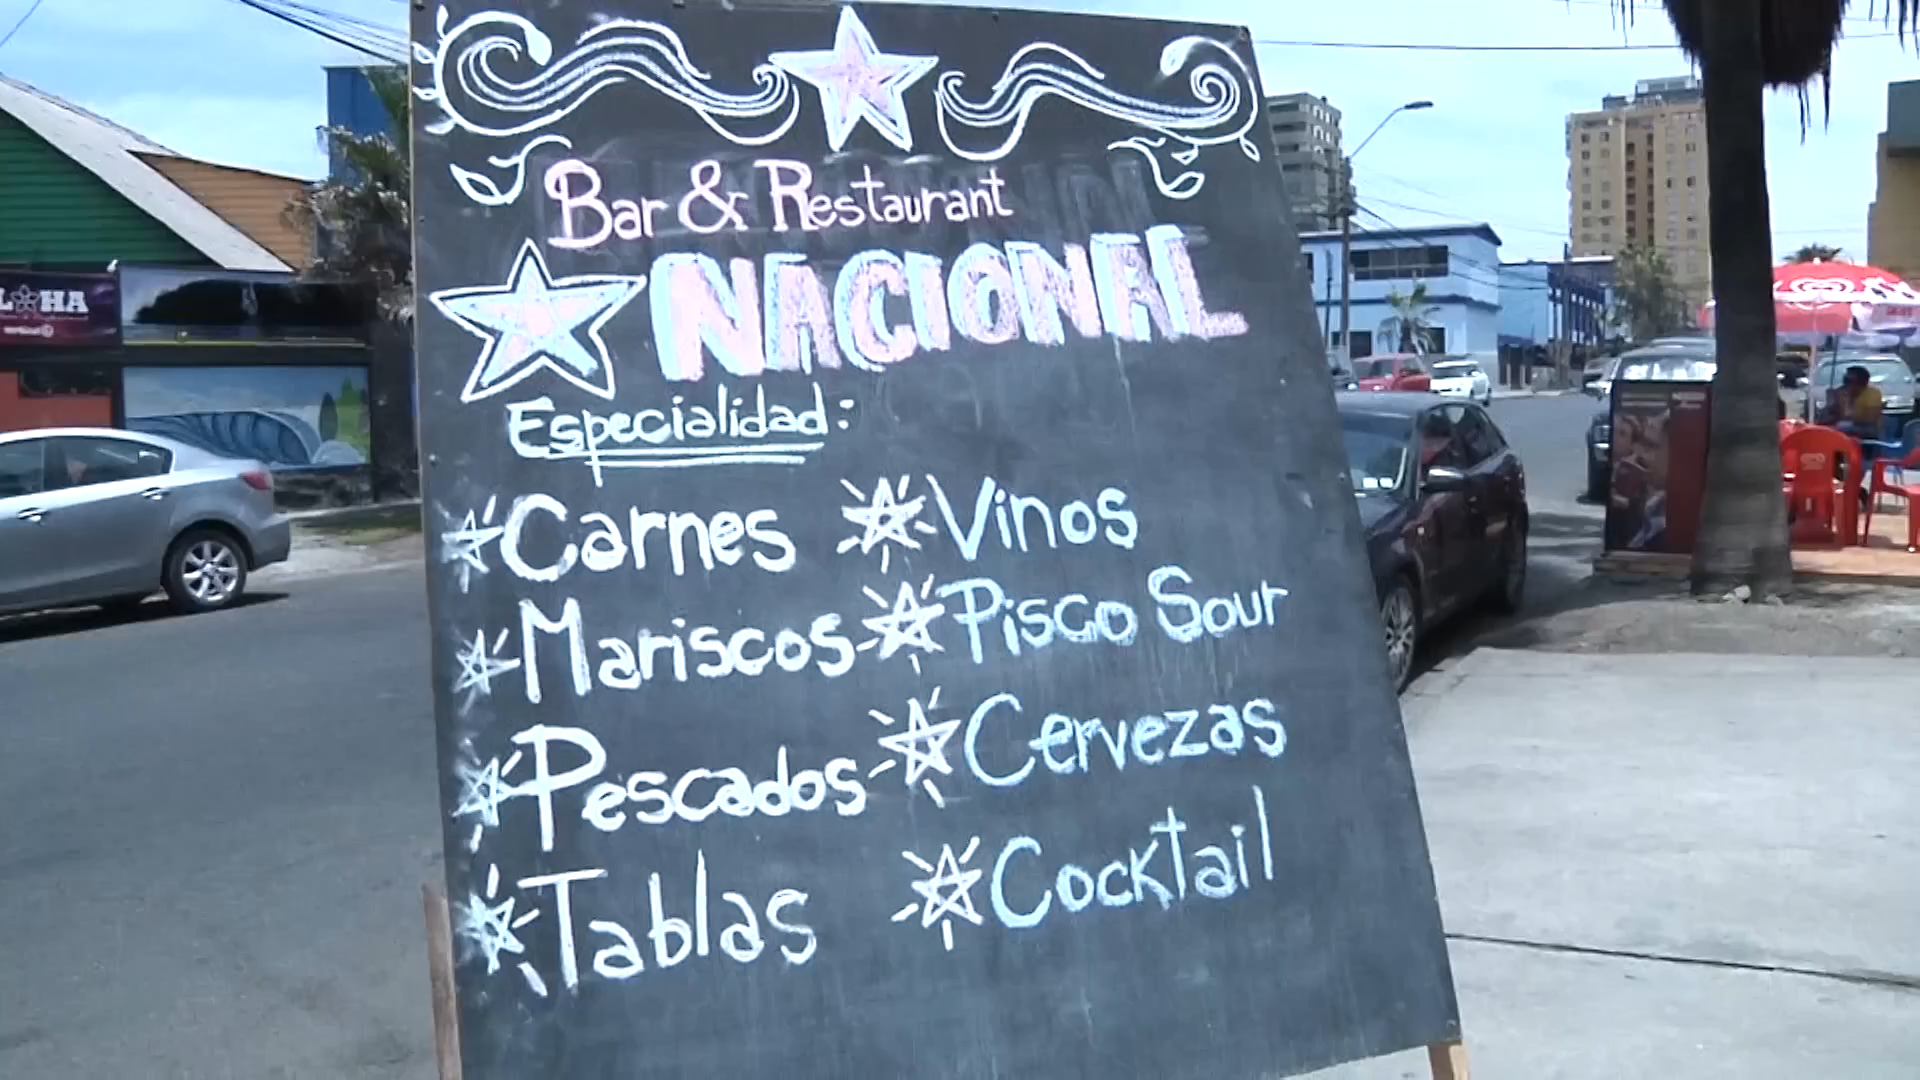 Bar & Restaurant
NACIONAL
Especialidad:
Carnes
Vinos
Mariscos
Pisco Sour
Pescados
Cervezas
Tablas
Cocktail